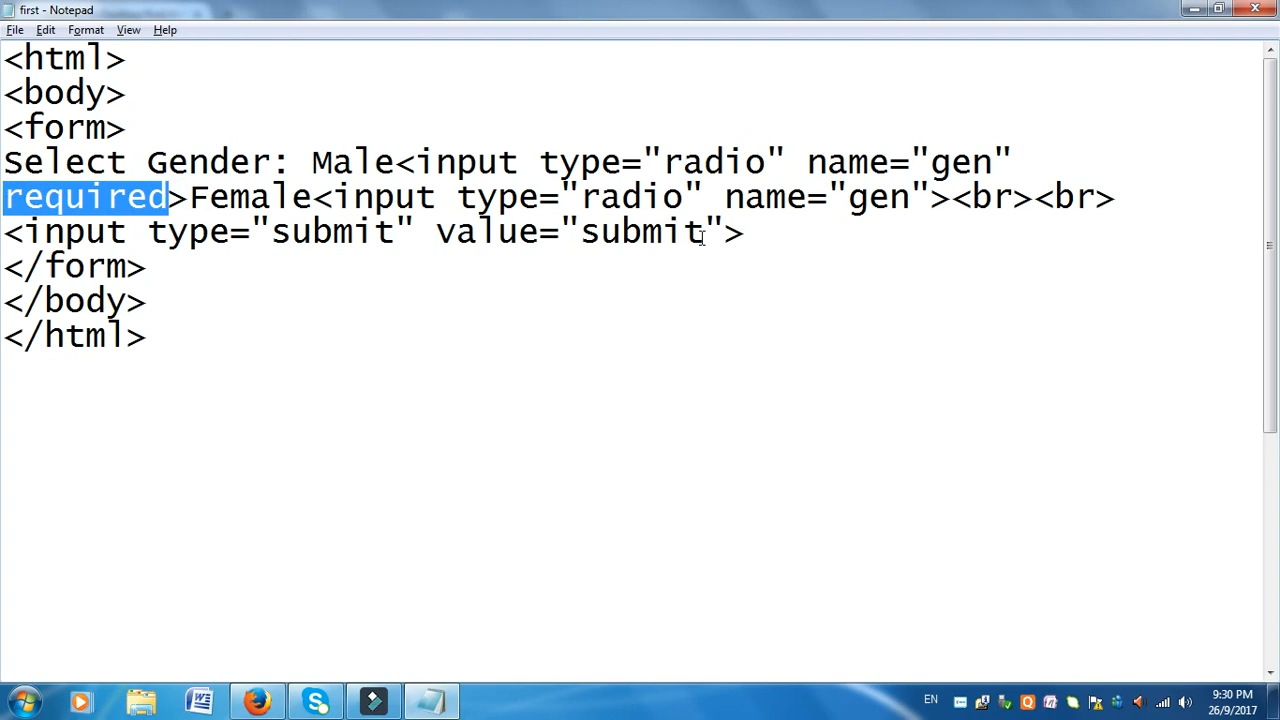 first - Notepad
File Edit Format View Help
<html>
<body>
<form>
Select Gender: Male<input type="radio" name="gen"
required>Female<input type="radio" name="gen"><br><br>
<input type="submit" value="submit">
</form>
</body>
</html>
EN
9:30 PM
26/9/2017